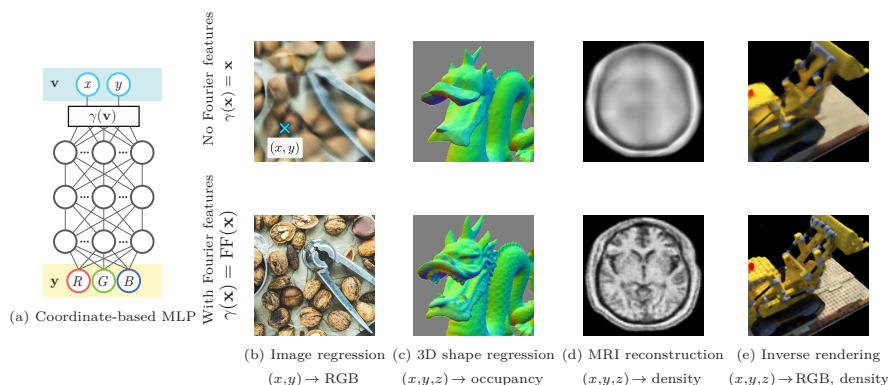 v x y
γ(v)
y R G B
(a) Coordinate-based MLP
No Fourier features
γ(x) = x
With Fourier features
γ(x) = FF(x)
(x, y)
(b) Image regression
(x,y) → RGB
(c) 3D shape regression
(x,y,z) → occupancy
(d) MRI reconstruction
(x,y,z) → density
(e) Inverse rendering
(x,y,z) → RGB, density